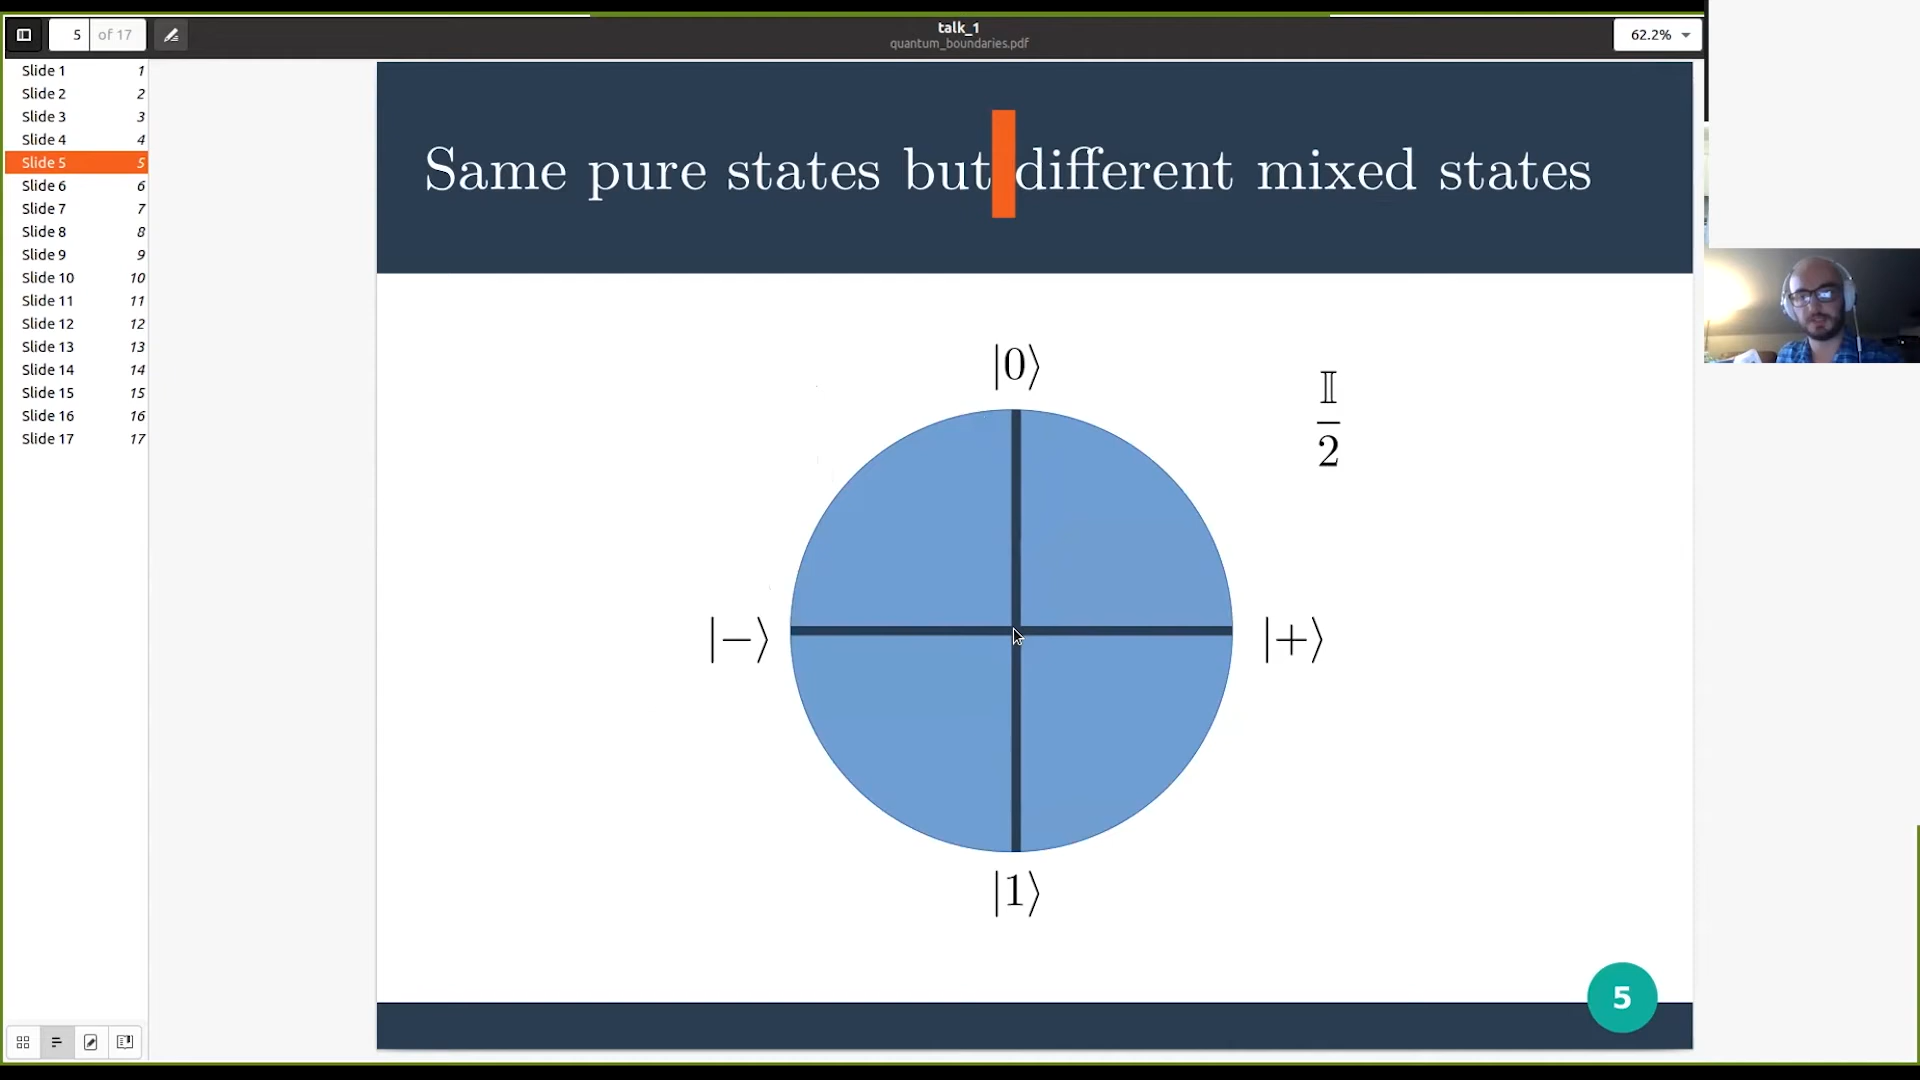 talk_1
5 of 17
quantum_boundaries.pdf
62.2%
Slide 1 1
Slide 2 2
Slide 3 3
Slide 4 4
Slide 5 5
Slide 6 6
Slide 7 7
Slide 8 8
Slide 9 9
Slide 10 10
Slide 11 11
Slide 12 12
Slide 13 13
Slide 14 14
Slide 15 15
Slide 16 16
Slide 17 17
Same pure states but different mixed states
|0⟩
𝕀
2
|−⟩
|+⟩
|1⟩
5